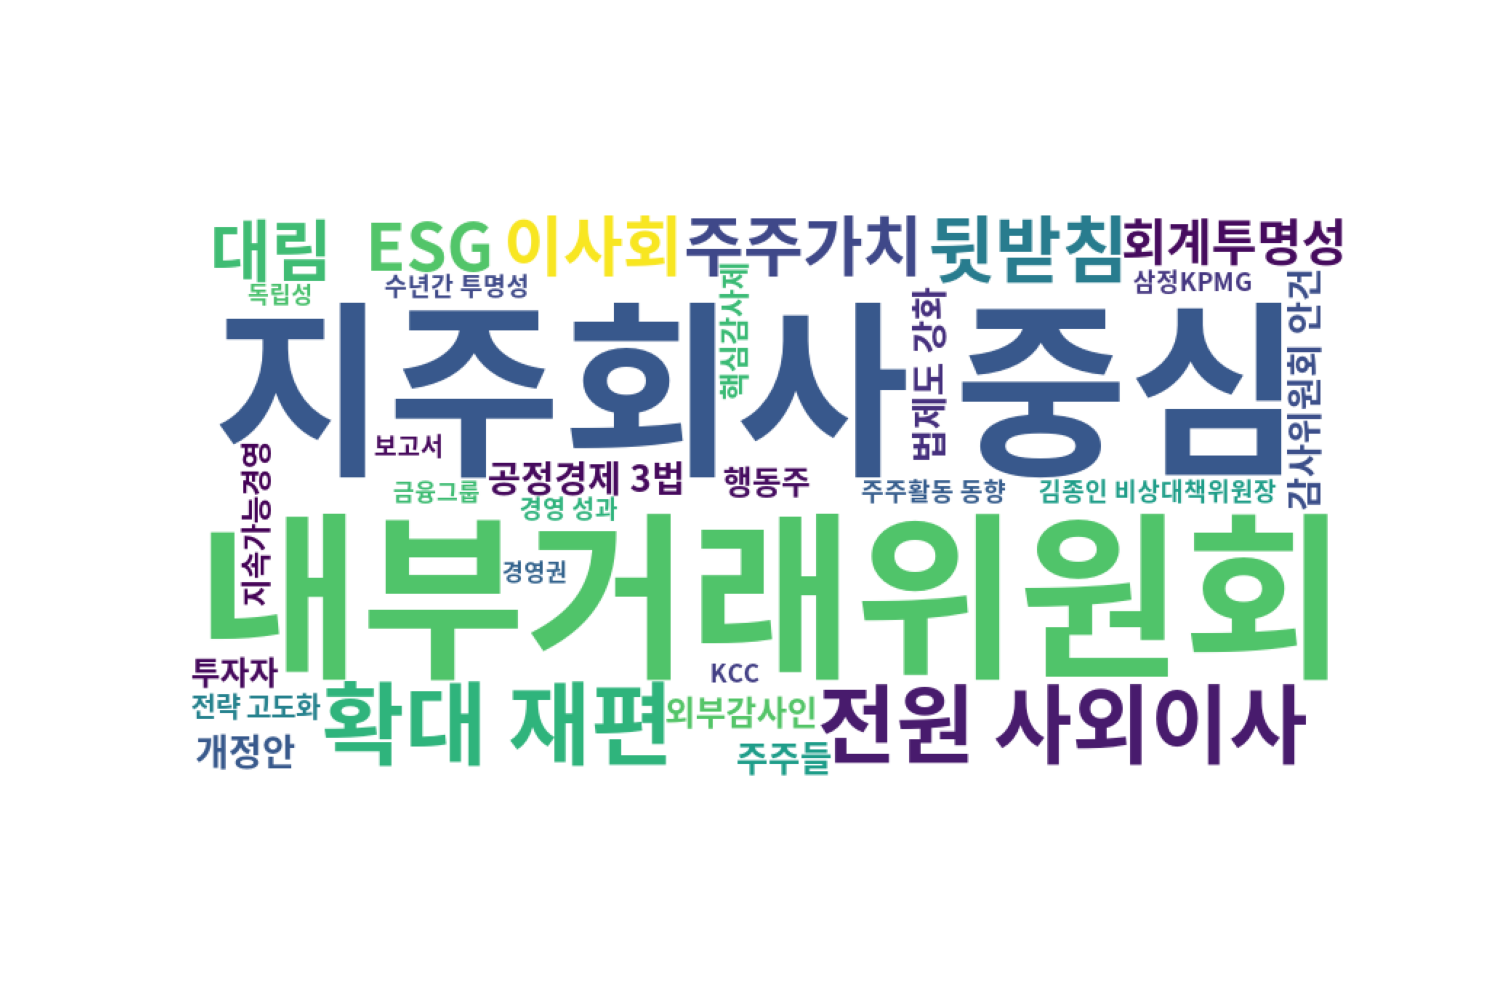 대림
ESG
이사회
주주가치
뒷받침
회계투명성
독립성
수년간 투명성
핵심감사제
삼정KPMG
지주회사 중심
법제도 강화
감사위원회 안건
보고서
지속가능경영
금융그룹
공정경제 3법
행동주
주주활동 동향
김종인 비상대책위원장
경영 성과
내부거래위원회
경영권
투자자
KCC
전략 고도화
확대 재편
외부감사인
전원 사외이사
개정안
주주들